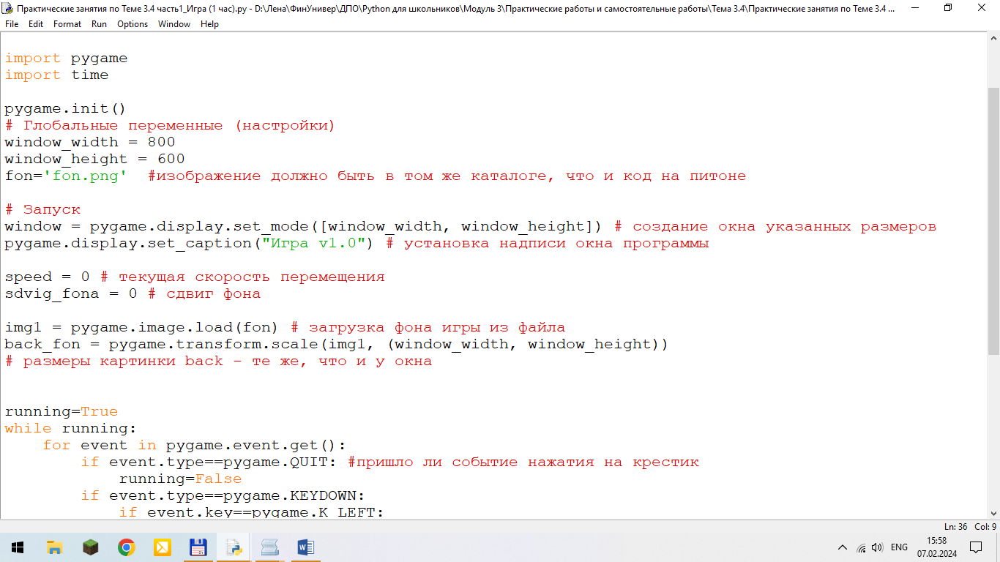 Практические занятия по Теме 3.4 часть1_Игра (1 час).py - D:\Лена\ФинУнивер\ДПО\Python для школьников\Модуль 3\Практические работы и самостоятельные работы\Тема 3.4\Практические занятия по Теме 3.4 ...
File Edit Format Run Options Window Help
import pygame
import time
pygame.init()
# Глобальные переменные (настройки)
window_width = 800
window_height = 600
fon='fon.png'  #изображение должно быть в том же каталоге, что и код на питоне
# Запуск
window = pygame.display.set_mode([window_width, window_height]) # создание окна указанных размеров
pygame.display.set_caption("Игра v1.0") # установка надписи окна программы
speed = 0 # текущая скорость перемещения
sdvig_fona = 0 # сдвиг фона
img1 = pygame.image.load(fon) # загрузка фона игры из файла
back_fon = pygame.transform.scale(img1, (window_width, window_height))
# размеры картинки back - те же, что и у окна
running=True
while running:
    for event in pygame.event.get():
        if event.type==pygame.QUIT: #пришло ли событие нажатия на крестик
            running=False
        if event.type==pygame.KEYDOWN:
            if event.key==pygame.K_LEFT:
Ln: 36 Col: 9
ENG
15:58
07.02.2024